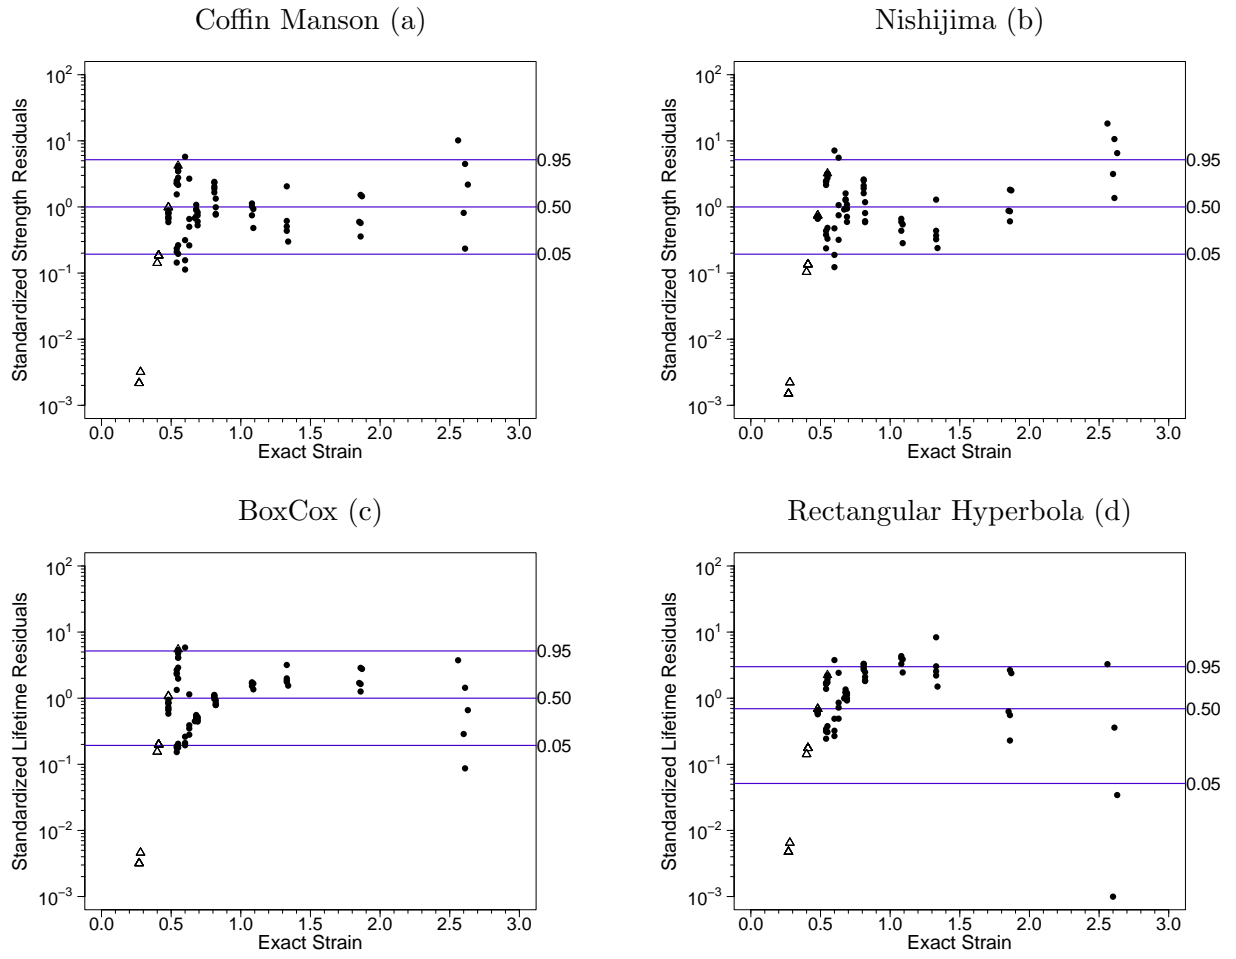 Coffin Manson (a)
Standardized Strength Residuals
10^2
10^1
10^0
10^−1
10^−2
10^−3
0.95
0.50
0.05
0.0 0.5 1.0 1.5 2.0 2.5 3.0
Exact Strain
Nishijima (b)
Standardized Strength Residuals
10^2
10^1
10^0
10^−1
10^−2
10^−3
0.95
0.50
0.05
0.0 0.5 1.0 1.5 2.0 2.5 3.0
Exact Strain
BoxCox (c)
Standardized Lifetime Residuals
10^2
10^1
10^0
10^−1
10^−2
10^−3
0.95
0.50
0.05
0.0 0.5 1.0 1.5 2.0 2.5 3.0
Exact Strain
Rectangular Hyperbola (d)
Standardized Lifetime Residuals
10^2
10^1
10^0
10^−1
10^−2
10^−3
0.95
0.50
0.05
0.0 0.5 1.0 1.5 2.0 2.5 3.0
Exact Strain